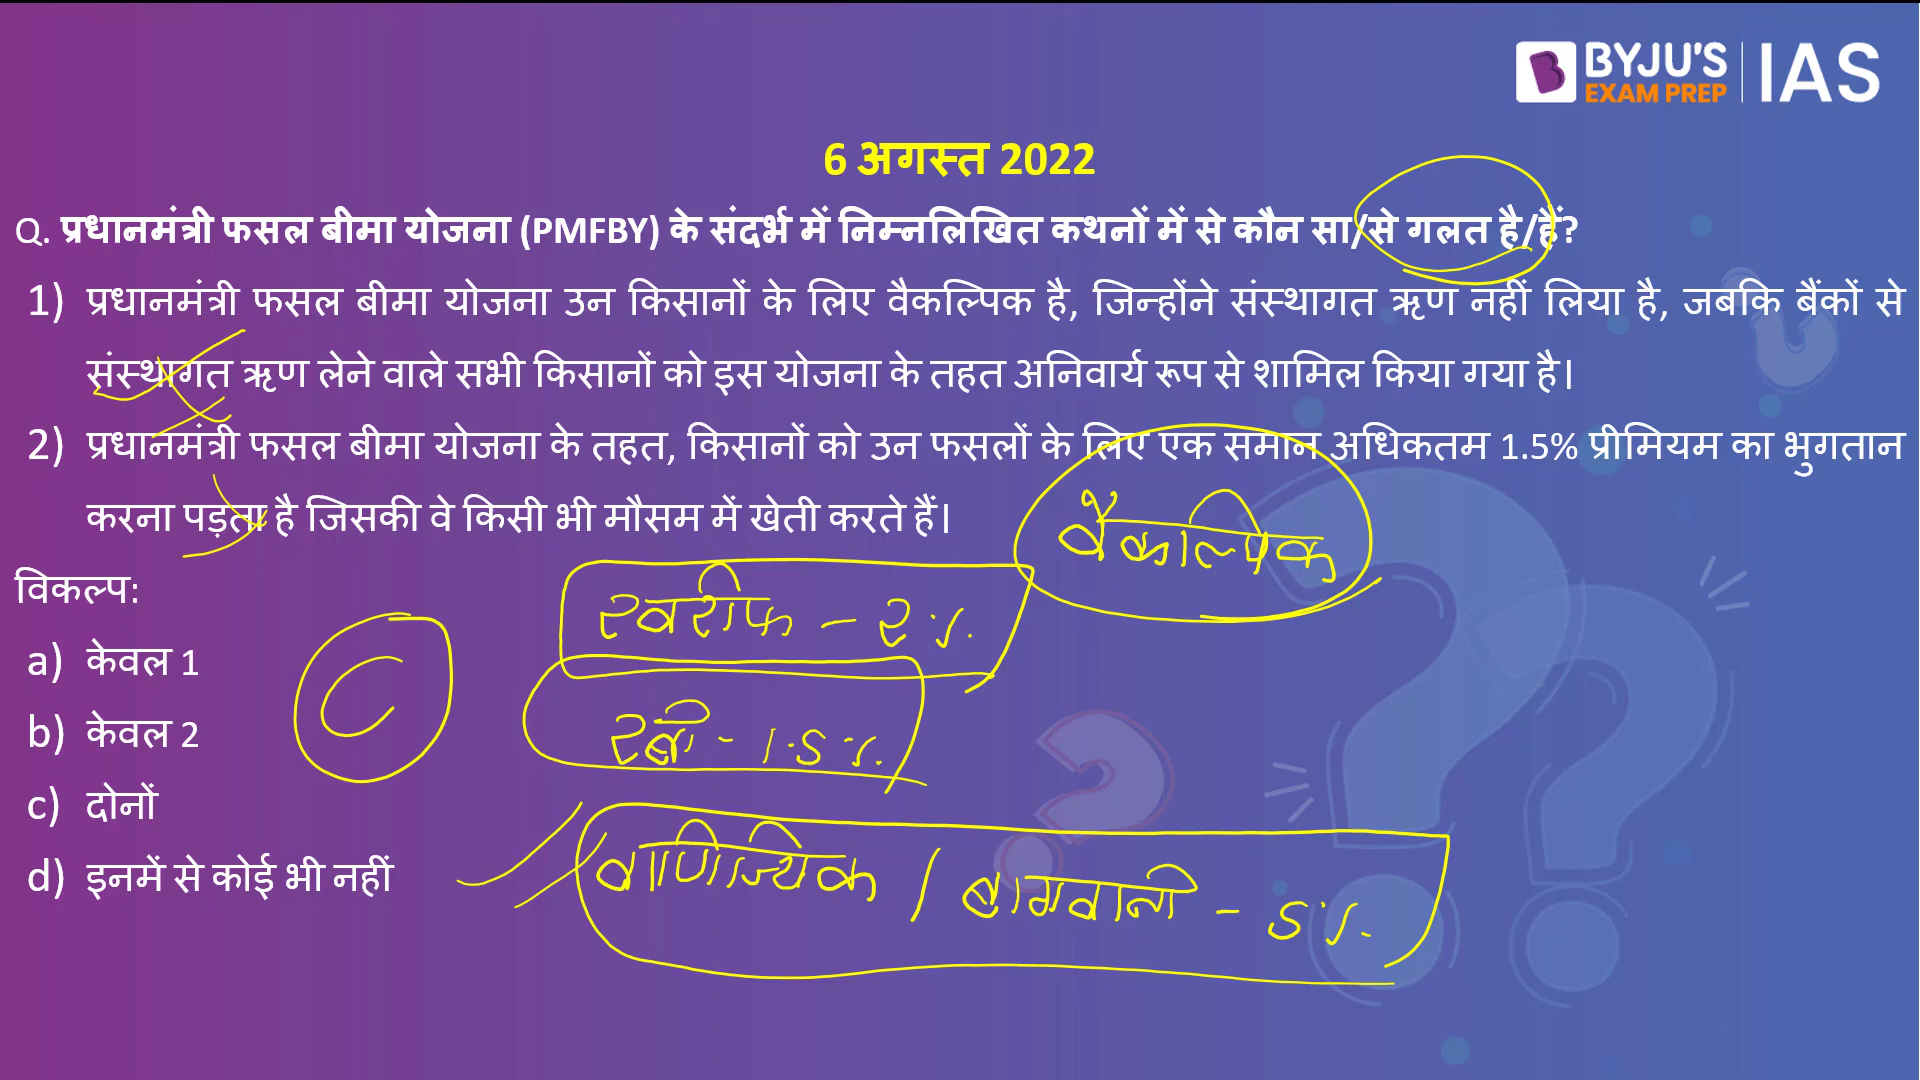 BYJU'S
EXAM PREP
IAS
6 अगस्त 2022
Q. प्रधानमंत्री फसल बीमा योजना (PMFBY) के संदर्भ में निम्नलिखित कथनों में से कौन सा/से गलत है/हैं?
1) प्रधानमंत्री फसल बीमा योजना उन किसानों के लिए वैकल्पिक है, जिन्होंने संस्थागत ऋण नहीं लिया है, जबकि बैंकों से
संस्थागत ऋण लेने वाले सभी किसानों को इस योजना के तहत अनिवार्य रूप से शामिल किया गया है।
2) प्रधानमंत्री फसल बीमा योजना के तहत, किसानों को उन फसलों के लिए एक समान अधिकतम 1.5% प्रीमियम का भुगतान
करना पड़ता है जिसकी वे किसी भी मौसम में खेती करते हैं।
वैकल्पिक
विकल्प:
खरीफ - 2%.
a) केवल 1
C
b) केवल 2
रबी - 1.5%.
c) दोनों
d) इनमें से कोई भी नहीं
वाणिज्यिक / बागवानी - 5%.